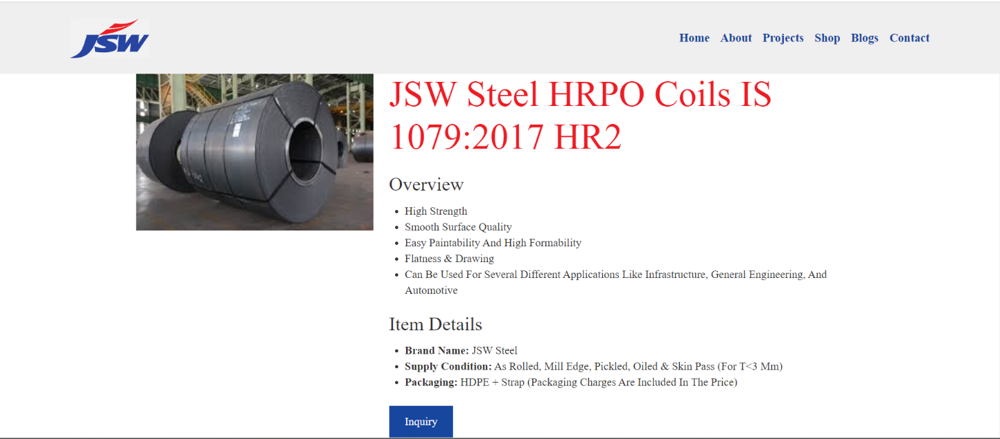 JSW
Home About Projects Shop Blogs Contact
JSW Steel HRPO Coils IS
1079:2017 HR2
Overview
High Strength
Smooth Surface Quality
Easy Paintability And High Formability
Flatness & Drawing
Can Be Used For Several Different Applications Like Infrastructure, General Engineering, And
Automotive
Item Details
Brand Name: JSW Steel
Supply Condition: As Rolled, Mill Edge, Pickled, Oiled & Skin Pass (For T<3 Mm)
Packaging: HDPE + Strap (Packaging Charges Are Included In The Price)
Inquiry